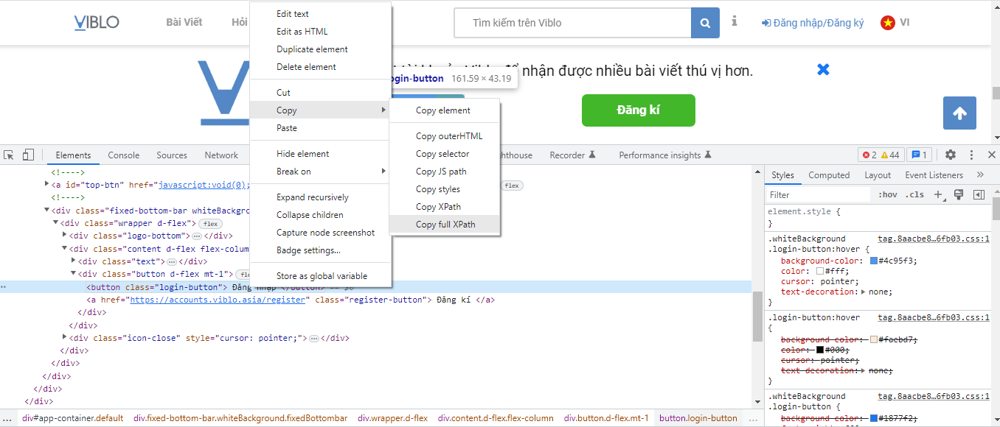 VIBLO
Bài Viết
Hỏi
Tìm kiếm trên Viblo
Đăng nhập/Đăng ký
VI
để nhận được nhiều bài viết thú vị hơn.
ogin-button 161.59 × 43.19
Đăng kí
Edit text
Edit as HTML
Duplicate element
Delete element
Cut
Copy
Paste
Hide element
Break on
Expand recursively
Collapse children
Capture node screenshot
Badge settings...
Store as global variable
Copy element
Copy outerHTML
Copy selector
Copy JS path
Copy styles
Copy XPath
Copy full XPath
Elements
Console
Sources
Network
hthouse
Recorder
Performance insights
2
44
1
<!---->
<a id="top-btn" href="javascript:void(0);
flex
<!---->
<div class="fixed-bottom-bar whiteBackgroun
<div class="wrapper d-flex"> flex
<div class="logo-bottom">…</div>
<div class="content d-flex flex-colum
<div class="text">…</div>
<div class="button d-flex mt-1"> fle
<button class="login-button"> Đăng nhập </button> == $0
<a href="https://accounts.viblo.asia/register" class="register-button"> Đăng kí </a>
</div>
</div>
<div class="icon-close" style="cursor: pointer;">…</div>
</div>
</div>
</div>
</div>
</div>
... div#app-container.default div.fixed-bottom-bar.whiteBackground.fixedBottombar div.wrapper.d-flex div.content.d-flex.flex-column div.button.d-flex.mt-1 button.login-button ...
Styles
Computed
Layout
Event Listeners
»
Filter
:hov .cls +
element.style {
}
.whiteBackground tag.8aacbe8…6fb03.css:1
.login-button:hover {
background-color: #4c95f3;
color: #fff;
cursor: pointer;
text-decoration: none;
}
.login-button:hover tag.8aacbe8…6fb03.css:1
{
background-color: #faebd7;
color: #000;
cursor: pointer;
text-decoration: none;
}
.whiteBackground tag.8aacbe8…6fb03.css:1
.login-button {
background-color: #1877f2;